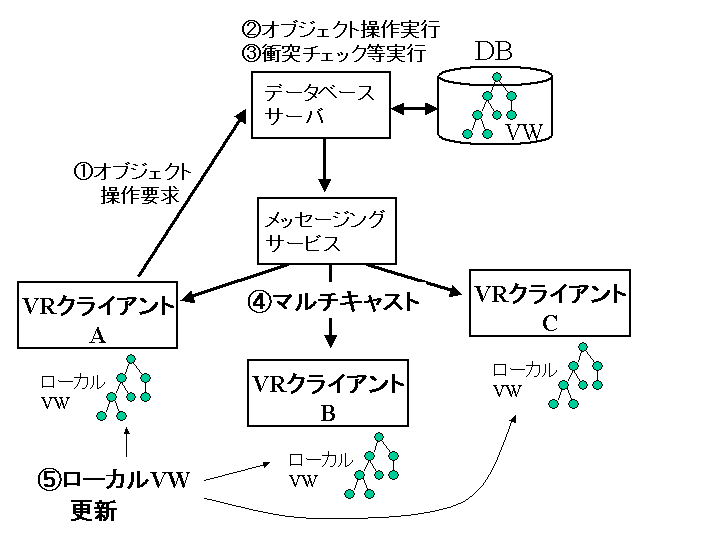 ②オブジェクト操作実行
③衝突チェック等実行
DB
データベース
サーバ
VW
①オブジェクト
操作要求
メッセージング
サービス
VRクライアント
A
④マルチキャスト
VRクライアント
C
ローカル
VW
VRクライアント
B
ローカル
VW
ローカル
VW
⑤ローカルVW
更新